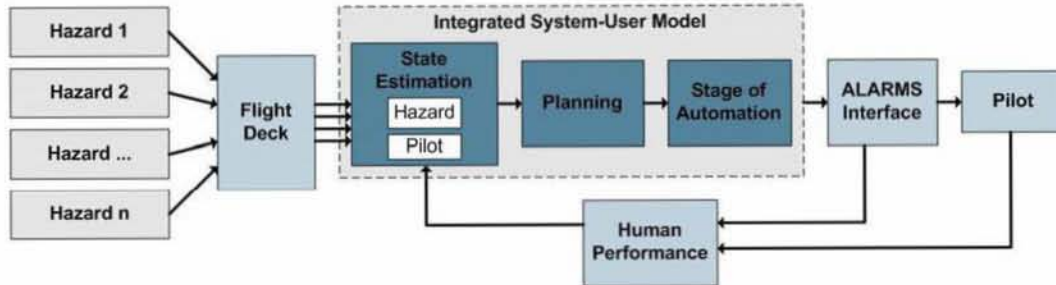 Integrated System-User Model
Hazard 1
Hazard 2
Hazard ...
Hazard n
Flight
Deck
State
Estimation
Hazard
Pilot
Planning
Stage of
Automation
ALARMS
Interface
Pilot
Human
Performance